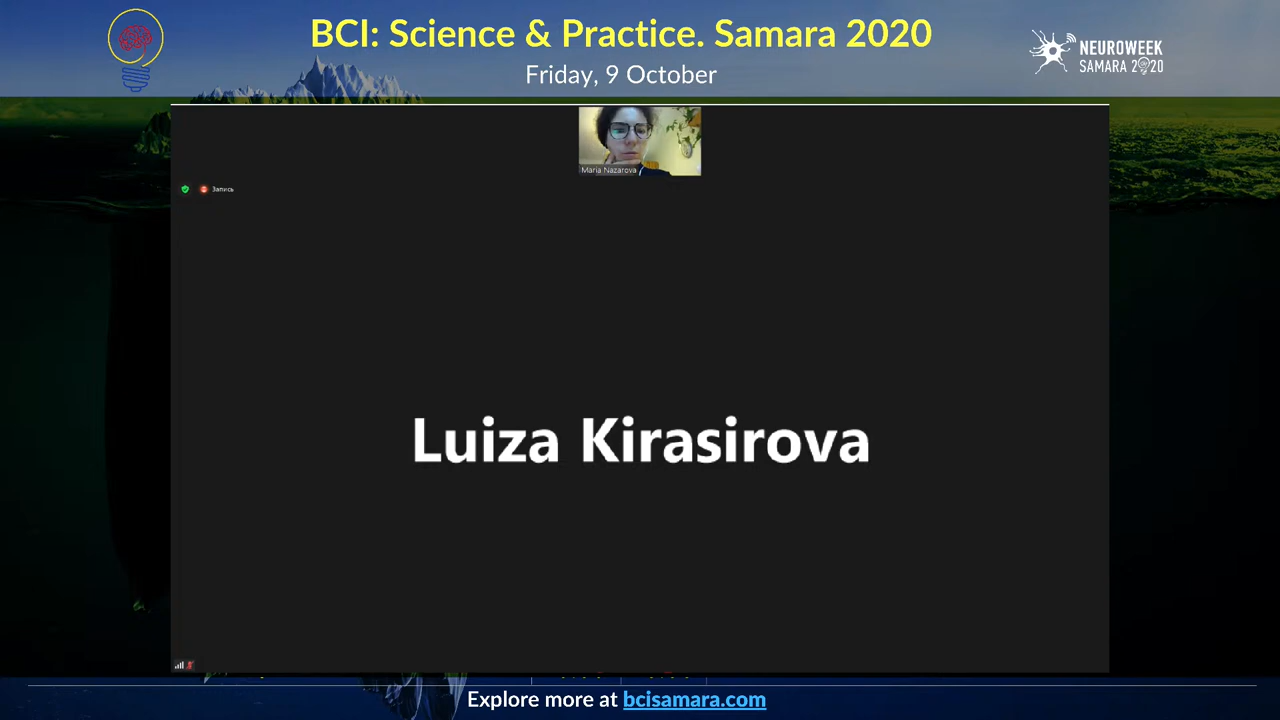 BCI: Science & Practice. Samara 2020
Friday, 9 October
NEUROWEEK
SAMARA 2020
Maria Nazarova
Запись
Luiza Kirasirova
Explore more at bcisamara.com